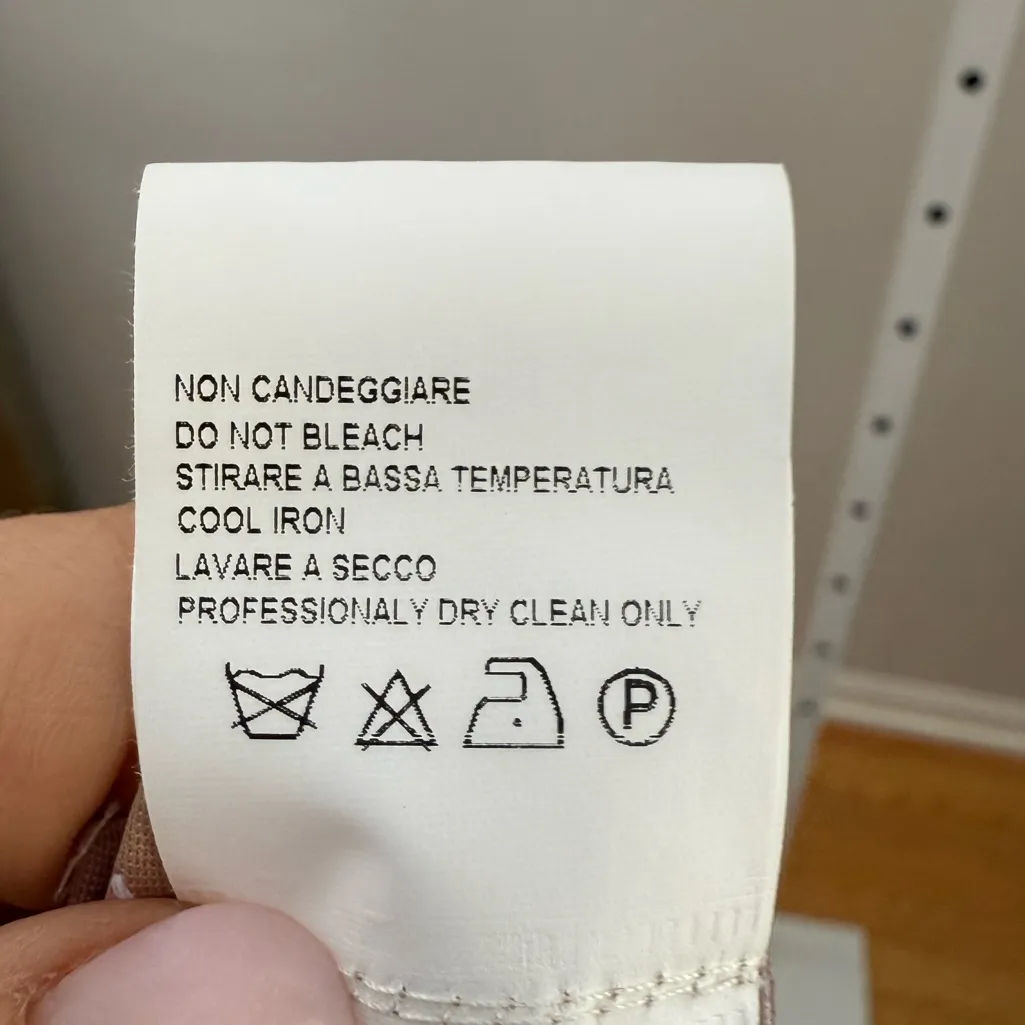 NON CANDEGGIARE
DO NOT BLEACH
STIRARE A BASSA TEMPERATURA
COOL IRON
LAVARE A SECCO
PROFESSIONALY DRY CLEAN ONLY
P